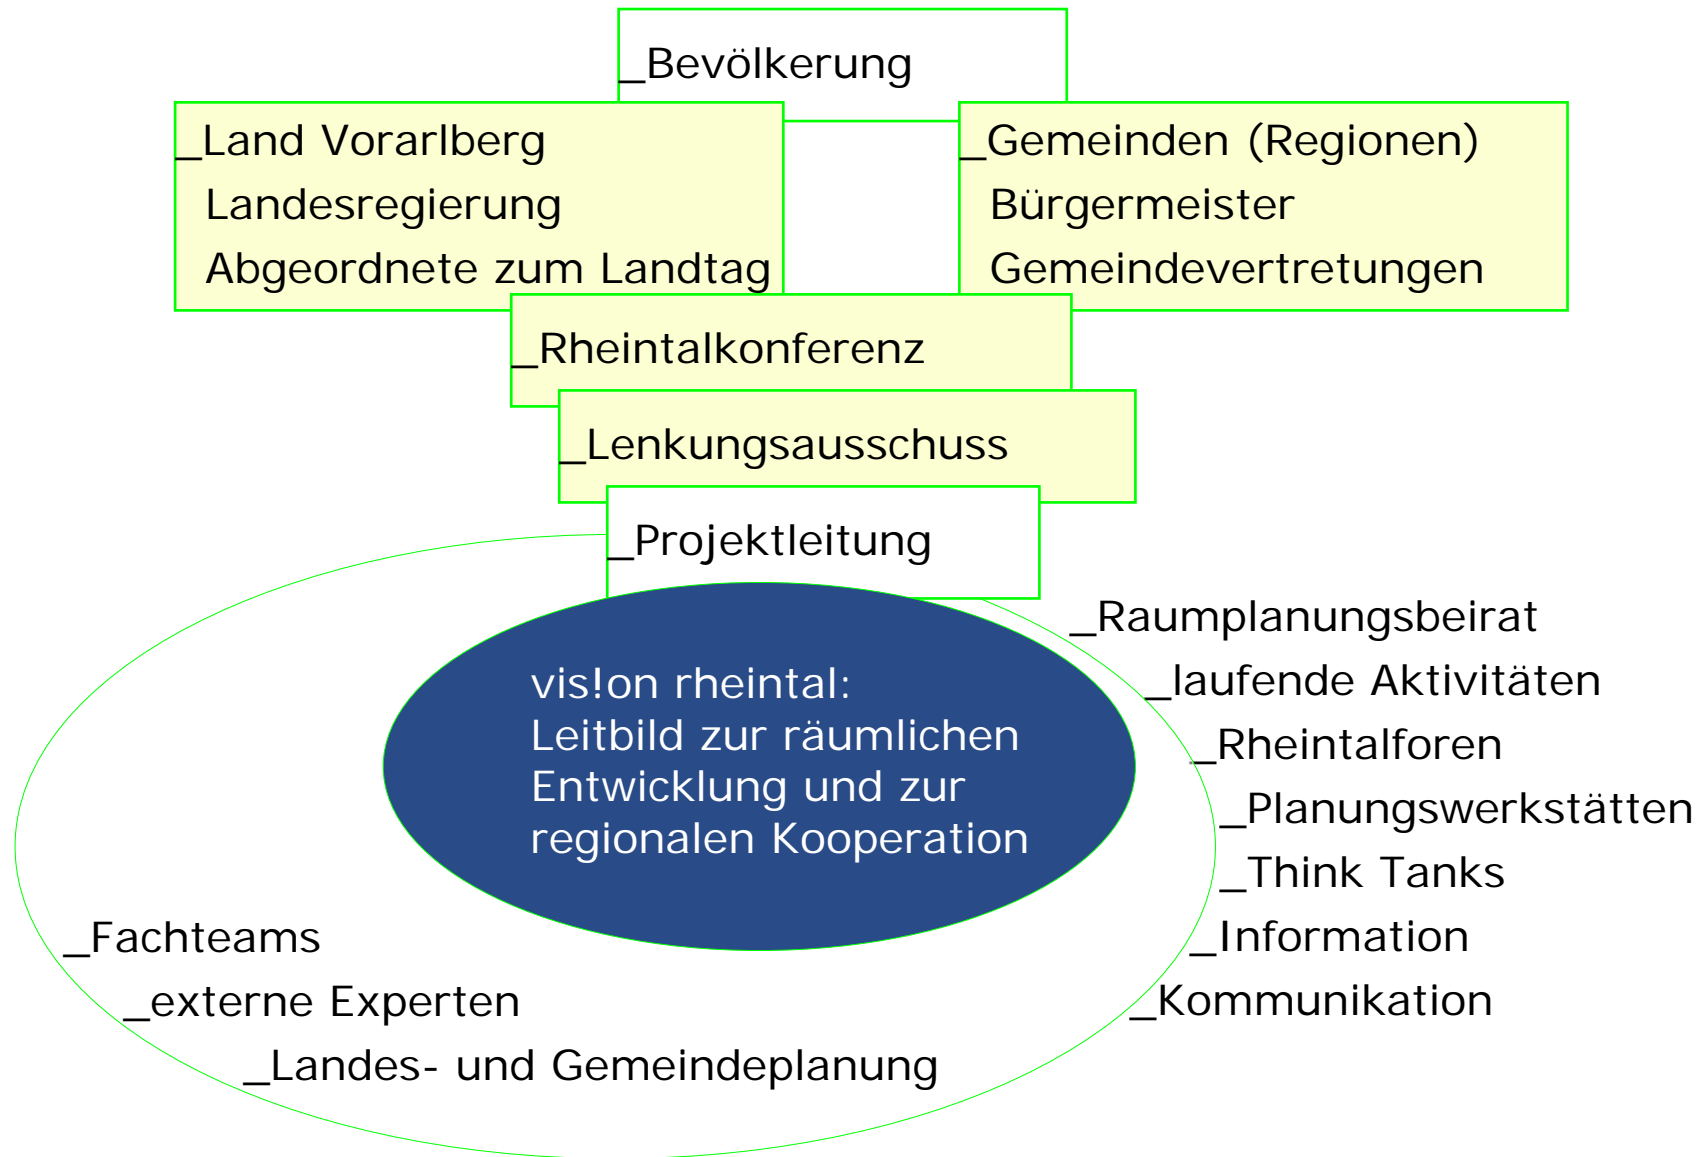 _Bevölkerung
_Land Vorarlberg
Landesregierung
Abgeordnete zum Landtag
_Gemeinden (Regionen)
Bürgermeister
Gemeindevertretungen
_Rheintalkonferenz
_Lenkungsausschuss
_Projektleitung
vis!on rheintal:
Leitbild zur räumlichen
Entwicklung und zur
regionalen Kooperation
_Raumplanungsbeirat
_laufende Aktivitäten
_Rheintalforen
_Planungswerkstätten
_Think Tanks
_Information
_Kommunikation
_Fachteams
_externe Experten
_Landes- und Gemeindeplanung